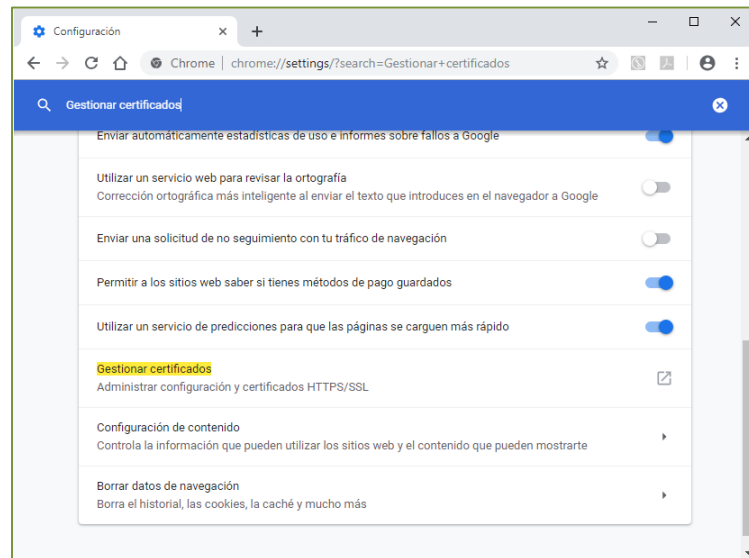 Configuración
Chrome | chrome://settings/?search=Gestionar+certificados
Gestionar certificados
Enviar automáticamente estadísticas de uso e informes sobre fallos a Google
Utilizar un servicio web para revisar la ortografía
Corrección ortográfica más inteligente al enviar el texto que introduces en el navegador a Google
Enviar una solicitud de no seguimiento con tu tráfico de navegación
Permitir a los sitios web saber si tienes métodos de pago guardados
Utilizar un servicio de predicciones para que las páginas se carguen más rápido
Gestionar certificados
Administrar configuración y certificados HTTPS/SSL
Configuración de contenido
Controla la información que pueden utilizar los sitios web y el contenido que pueden mostrarte
Borrar datos de navegación
Borra el historial, las cookies, la caché y mucho más